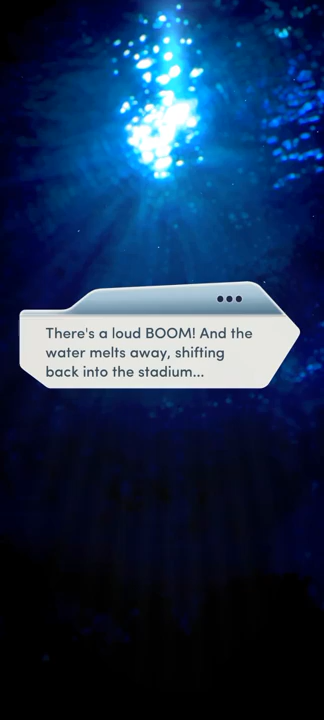 There's a loud BOOM! And the
water melts away, shifting
back into the stadium...